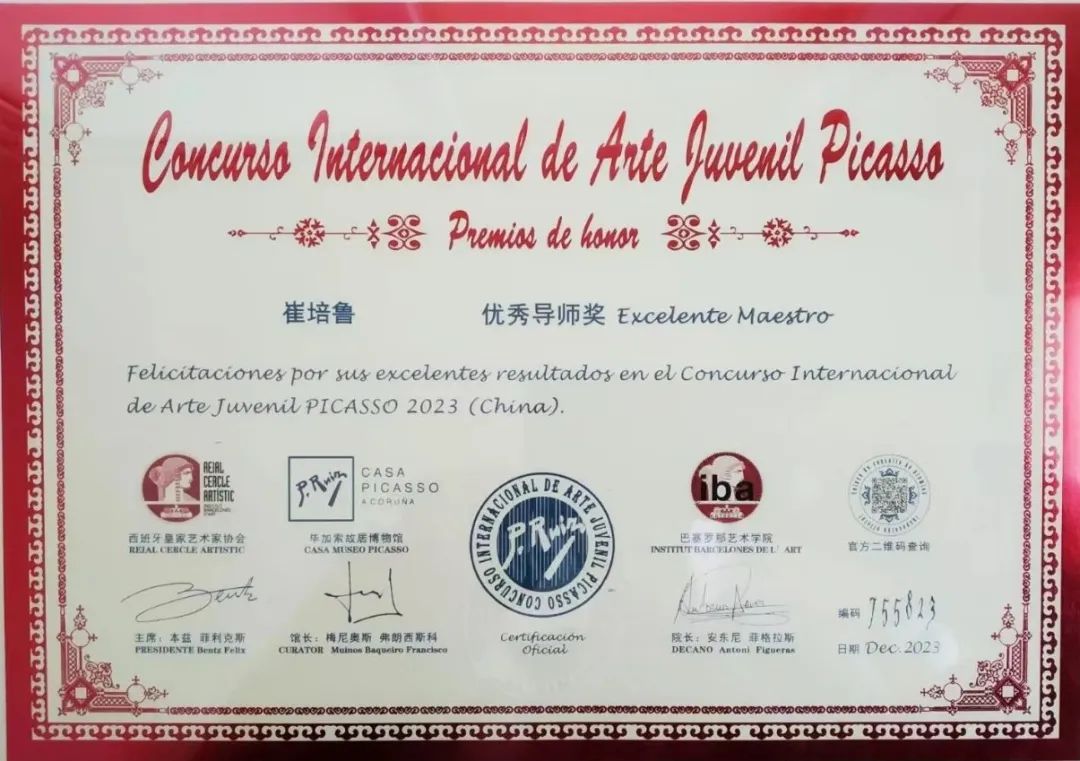 Concurso Internacional de Arte Juvenil Picasso
Premios de honor
崔培鲁 优秀导师奖 Excelente Maestro
Felicitaciones por sus excelentes resultados en el Concurso Internacional
de Arte Juvenil PICASSO 2023 (China).
REIAL
CERCLE
ARTISTIC
INSTITUT
BARCELONES
D'ART
西班牙皇家艺术家协会
REIAL CERCLE ARTISTIC
P. Ruiz
CASA
PICASSO
A CORUÑA
毕加索故居博物馆
CASA MUSEO PICASSO
CONCURSO INTERNACIONAL DE ARTE JUVENIL PICASSO
P. Ruiz
iba
巴塞罗那艺术学院
INSTITUT BARCELONES DE L' ART
官方二维码查询
Bentz
主席：本兹 菲利克斯
PRESIDENTE Bentz Felix
馆长：梅尼奥斯 弗朗西斯科
CURATOR Muinos Baqueiro Francisco
Certificación
Oficial
院长：安东尼 菲格拉斯
DECANO Antoni Figueras
编码 755823
日期 Dec. 2023